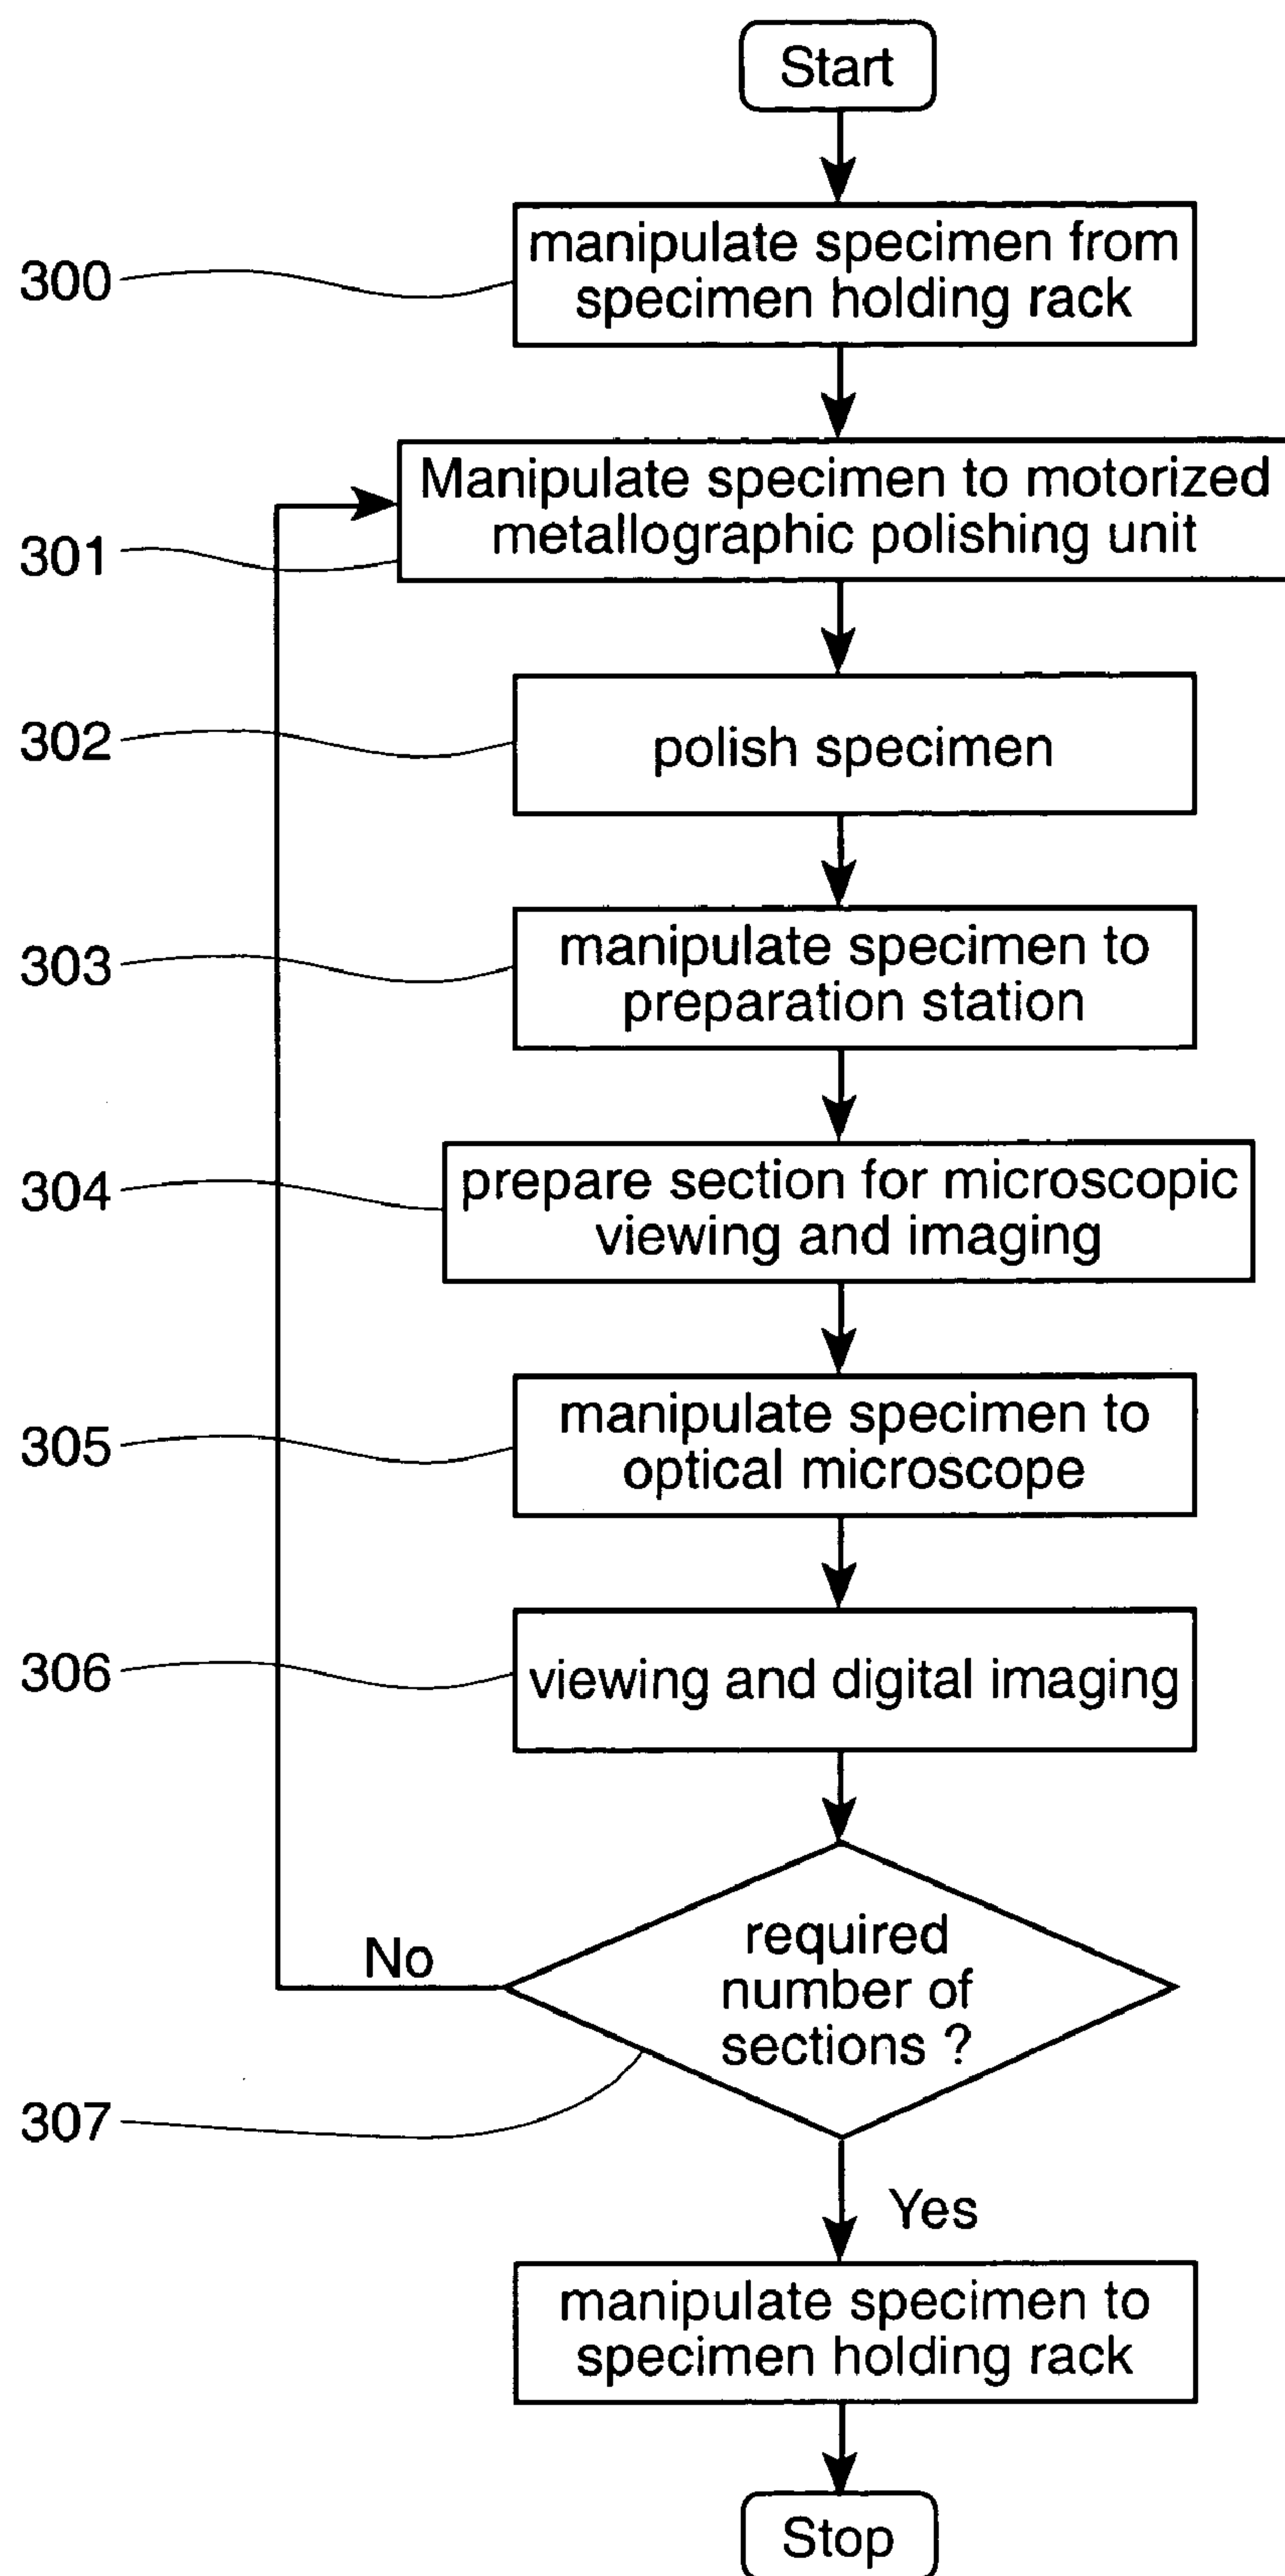 Start
300
manipulate specimen from
specimen holding rack
301
Manipulate specimen to motorized
metallographic polishing unit
302
polish specimen
303
manipulate specimen to
preparation station
304
prepare section for microscopic
viewing and imaging
305
manipulate specimen to
optical microscope
306
viewing and digital imaging
No
required
number of
sections ?
307
Yes
manipulate specimen to
specimen holding rack
Stop